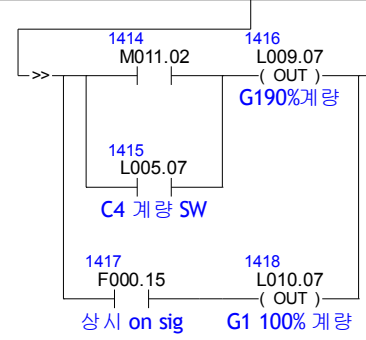 1414 1416
M011.02 L009.07
>> ( OUT )
G190%계량
1415
L005.07
C4 계량 SW
1417 1418
F000.15 L010.07
( OUT )
상시 on sig G1 100% 계량